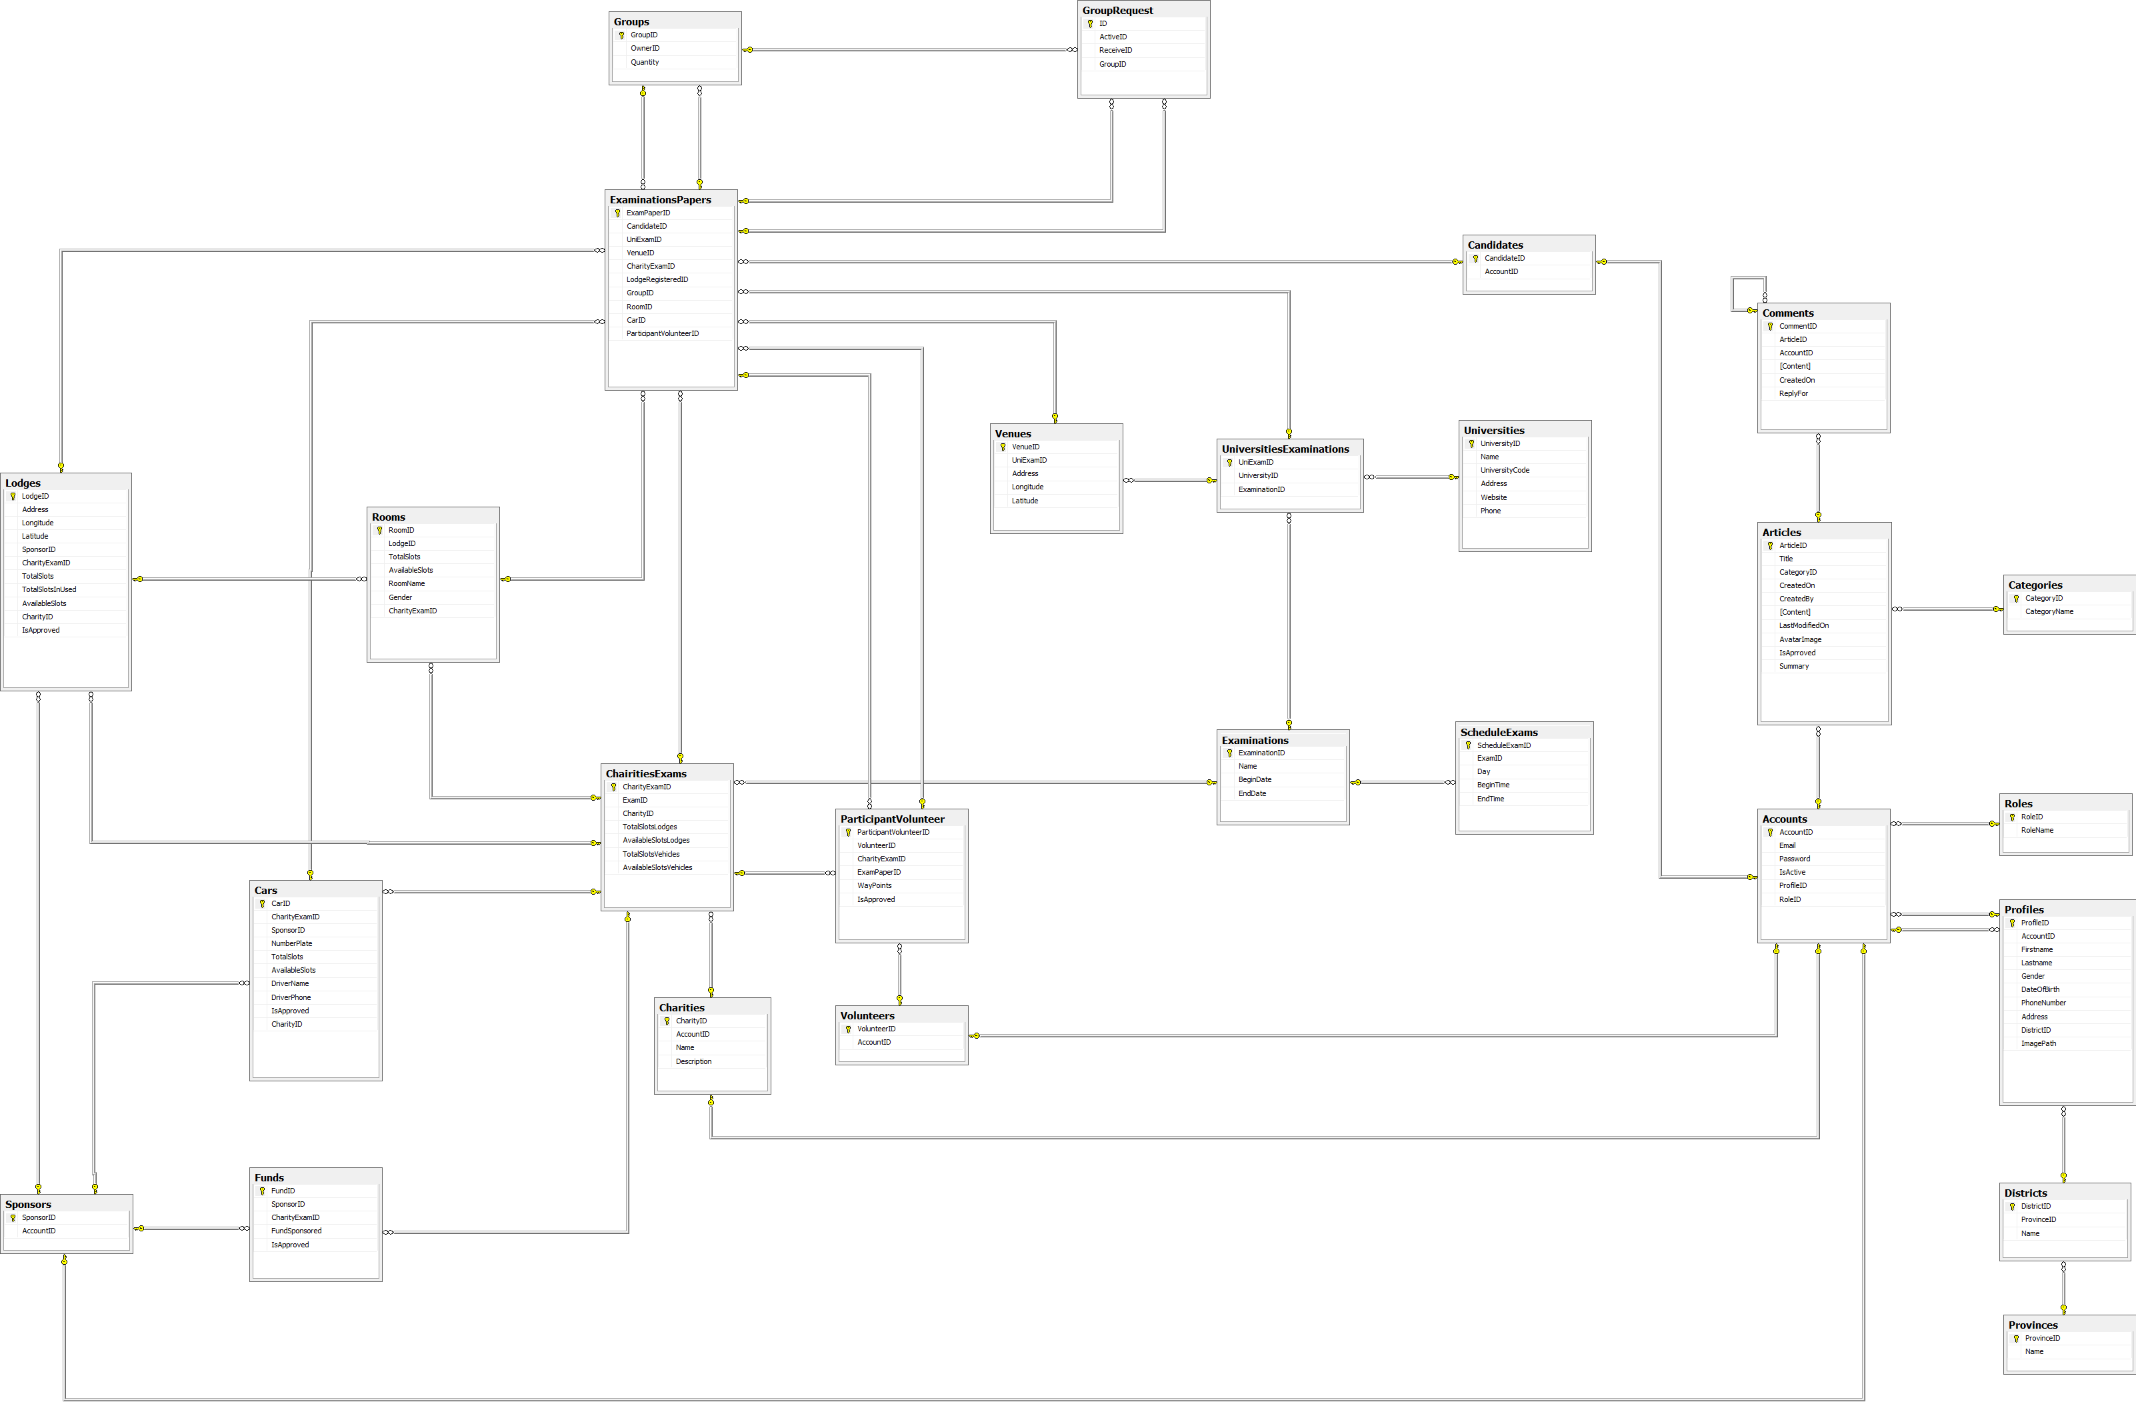 Groups
GroupID
OwnerID
Quantity
GroupRequest
ID
ActiveID
ReceiveID
GroupID
ExaminationsPapers
ExamPaperID
CandidateID
UniExamID
VenueID
CharityExamID
LodgeRegisteredID
GroupID
RoomID
CarID
ParticipantVolunteerID
Candidates
CandidateID
AccountID
Comments
CommentID
ArticleID
AccountID
[Content]
CreatedOn
ReplyFor
Venues
VenueID
UniExamID
Address
Longitude
Latitude
UniversitiesExaminations
UniExamID
UniversityID
ExaminationID
Universities
UniversityID
Name
UniversityCode
Address
Website
Phone
Lodges
LodgeID
Address
Longitude
Latitude
SponsorID
CharityExamID
TotalSlots
TotalSlotsInUsed
AvailableSlots
CharityID
IsApproved
Rooms
RoomID
LodgeID
TotalSlots
AvailableSlots
RoomName
Gender
CharityExamID
Articles
ArticleID
Title
CategoryID
CreatedOn
CreatedBy
[Content]
LastModifiedOn
AvatarImage
IsAprroved
Summary
Categories
CategoryID
CategoryName
ChairitiesExams
CharityExamID
ExamID
CharityID
TotalSlotsLodges
AvailableSlotsLodges
TotalSlotsVehicles
AvailableSlotsVehicles
Examinations
ExaminationID
Name
BeginDate
EndDate
ScheduleExams
ScheduleExamID
ExamID
Day
BeginTime
EndTime
ParticipantVolunteer
ParticipantVolunteerID
VolunteerID
CharityExamID
ExamPaperID
WayPoints
IsApproved
Accounts
AccountID
Email
Password
IsActive
ProfileID
RoleID
Roles
RoleID
RoleName
Cars
CarID
CharityExamID
SponsorID
NumberPlate
TotalSlots
AvailableSlots
DriverName
DriverPhone
IsApproved
CharityID
Profiles
ProfileID
AccountID
Firstname
Lastname
Gender
DateOfBirth
PhoneNumber
Address
DistrictID
ImagePath
Charities
CharityID
AccountID
Name
Description
Volunteers
VolunteerID
AccountID
Funds
FundID
SponsorID
CharityExamID
FundSponsored
IsApproved
Sponsors
SponsorID
AccountID
Districts
DistrictID
ProvinceID
Name
Provinces
ProvinceID
Name